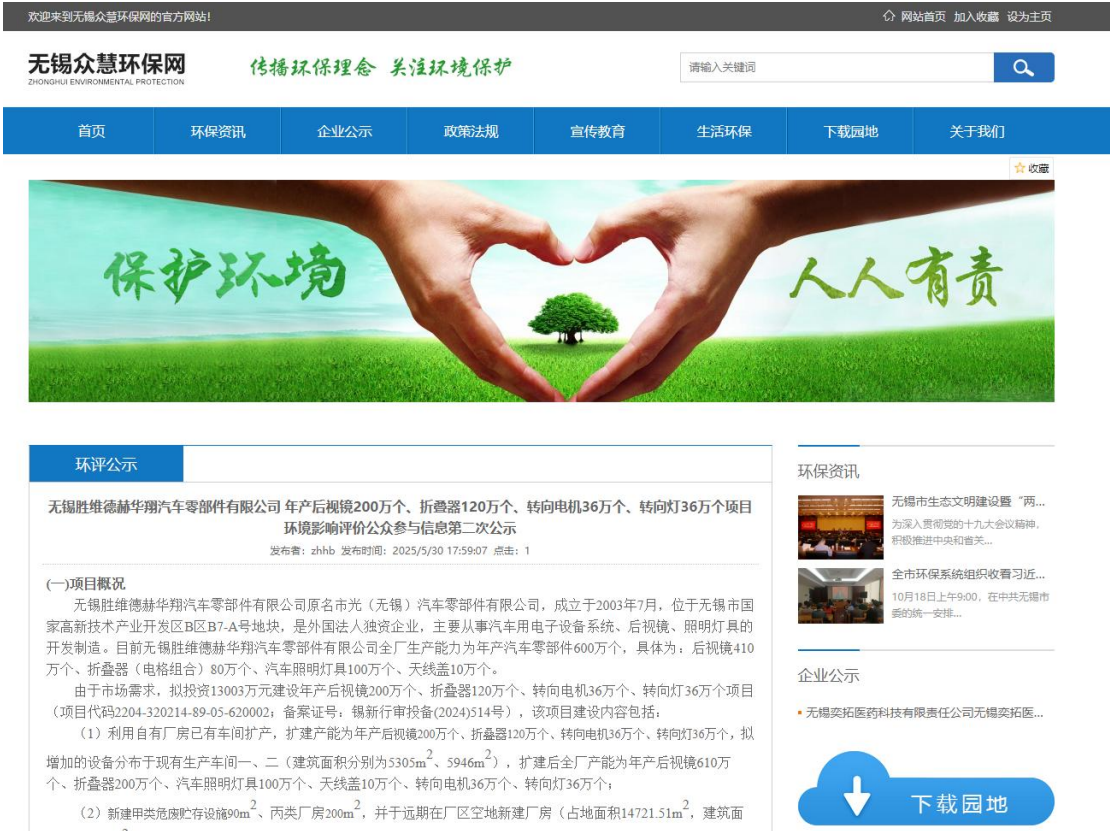 欢迎来到无锡众慧环保网的官方网站！
网站首页 加入收藏 设为主页
无锡众慧环保网
ZHONGHUI ENVIRONMENTAL PROTECTION
传播环保理念 关注环境保护
请输入关键词
首页 环保资讯 企业公示 政策法规 宣传教育 生活环保 下载园地 关于我们
收藏
保护环境 人人有责
环评公示
无锡胜维德赫华翔汽车零部件有限公司 年产后视镜200万个、折叠器120万个、转向电机36万个、转向灯36万个项目
环境影响评价公众参与信息第二次公示
发布者：zhhb 发布时间：2025/5/30 17:59:07 点击：1
(一)项目概况
无锡胜维德赫华翔汽车零部件有限公司原名市光（无锡）汽车零部件有限公司，成立于2003年7月，位于无锡市国
家高新技术产业开发区B区B7-A号地块，是外国法人独资企业，主要从事汽车用电子设备系统、后视镜、照明灯具的
开发制造。目前无锡胜维德赫华翔汽车零部件有限公司全厂生产能力为年产汽车零部件600万个，具体为：后视镜410
万个、折叠器（电格组合）80万个、汽车照明灯具100万个、天线盖10万个。
由于市场需求，拟投资13003万元建设年产后视镜200万个、折叠器120万个、转向电机36万个、转向灯36万个项目
（项目代码2204-320214-89-05-620002；备案证号：锡新行审投备(2024)514号），该项目建设内容包括：
（1）利用自有厂房已有车间扩产，扩建产能为年产后视镜200万个、折叠器120万个、转向电机36万个、转向灯36万个，拟
增加的设备分布于现有生产车间一、二（建筑面积分别为5305m²、5946m²），扩建后全厂产能为年产后视镜610万
个、折叠器200万个、汽车照明灯具100万个、天线盖10万个、转向电机36万个、转向灯36万个；
（2）新建甲类危废贮存设施90m²、丙类厂房200m²，并于远期在厂区空地新建厂房（占地面积14721.51m²，建筑面
环保资讯
无锡市生态文明建设暨“两...
为深入贯彻党的十九大会议精神，
积极推进中央和省关...
全市环保系统组织收看习近...
10月18日上午9:00，在中共无锡市
委的统一安排...
企业公示
无锡奕拓医药科技有限责任公司无锡奕拓医...
下载园地